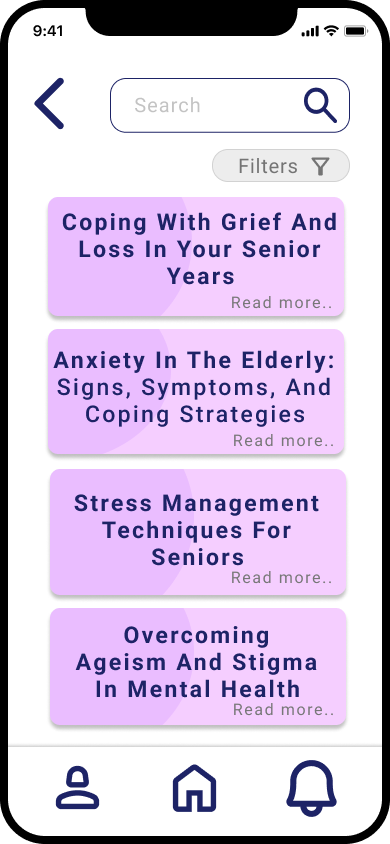 9:41
Search
Filters
Coping With Grief And
Loss In Your Senior
Years
Read more..
Anxiety In The Elderly:
Signs, Symptoms, And
Coping Strategies
Read more..
Stress Management
Techniques For
Seniors
Read more..
Overcoming
Ageism And Stigma
In Mental Health
Read more..